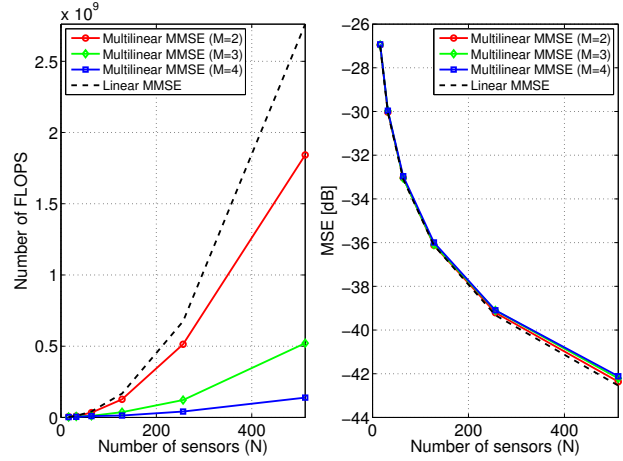 x 10^9
Multilinear MMSE (M=2)
Multilinear MMSE (M=3)
Multilinear MMSE (M=4)
Linear MMSE
2.5
2
1.5
1
0.5
0
Number of FLOPS
0 200 400
Number of sensors (N)
Multilinear MMSE (M=2)
Multilinear MMSE (M=3)
Multilinear MMSE (M=4)
Linear MMSE
−26
−28
−30
−32
−34
−36
−38
−40
−42
−44
MSE [dB]
0 200 400
Number of sensors (N)